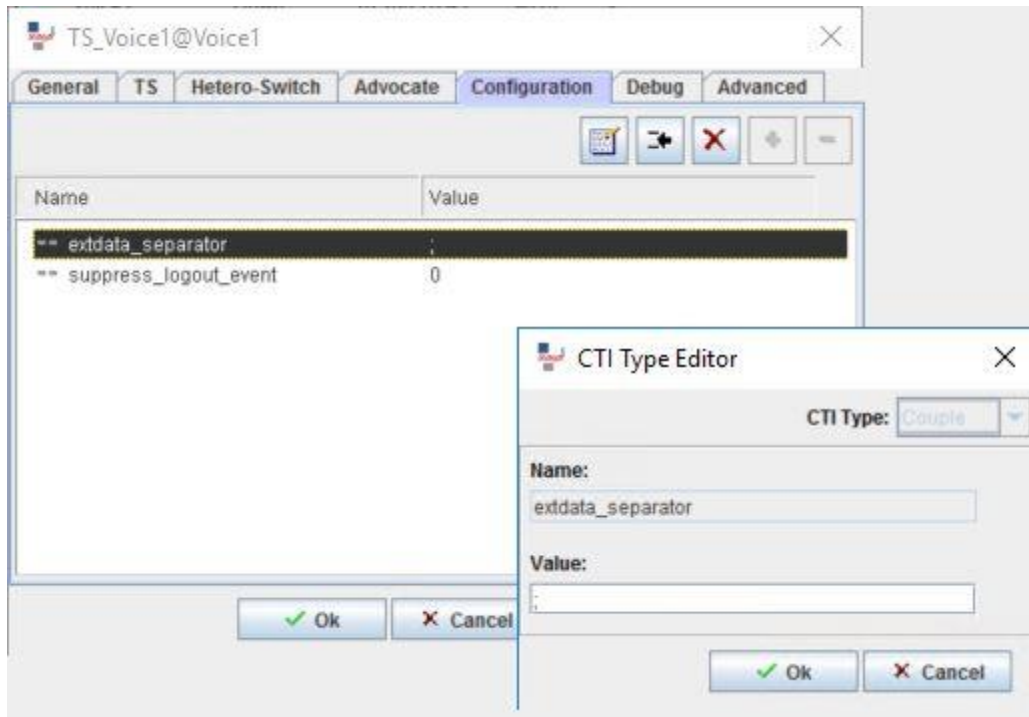 TS_Voice1@Voice1
General TS Hetero-Switch Advocate Configuration Debug Advanced
Name Value
extdata_separator ;
suppress_logout_event 0
Ok Cancel
CTI Type Editor
CTI Type: Couple
Name:
extdata_separator
Value:
;
Ok Cancel